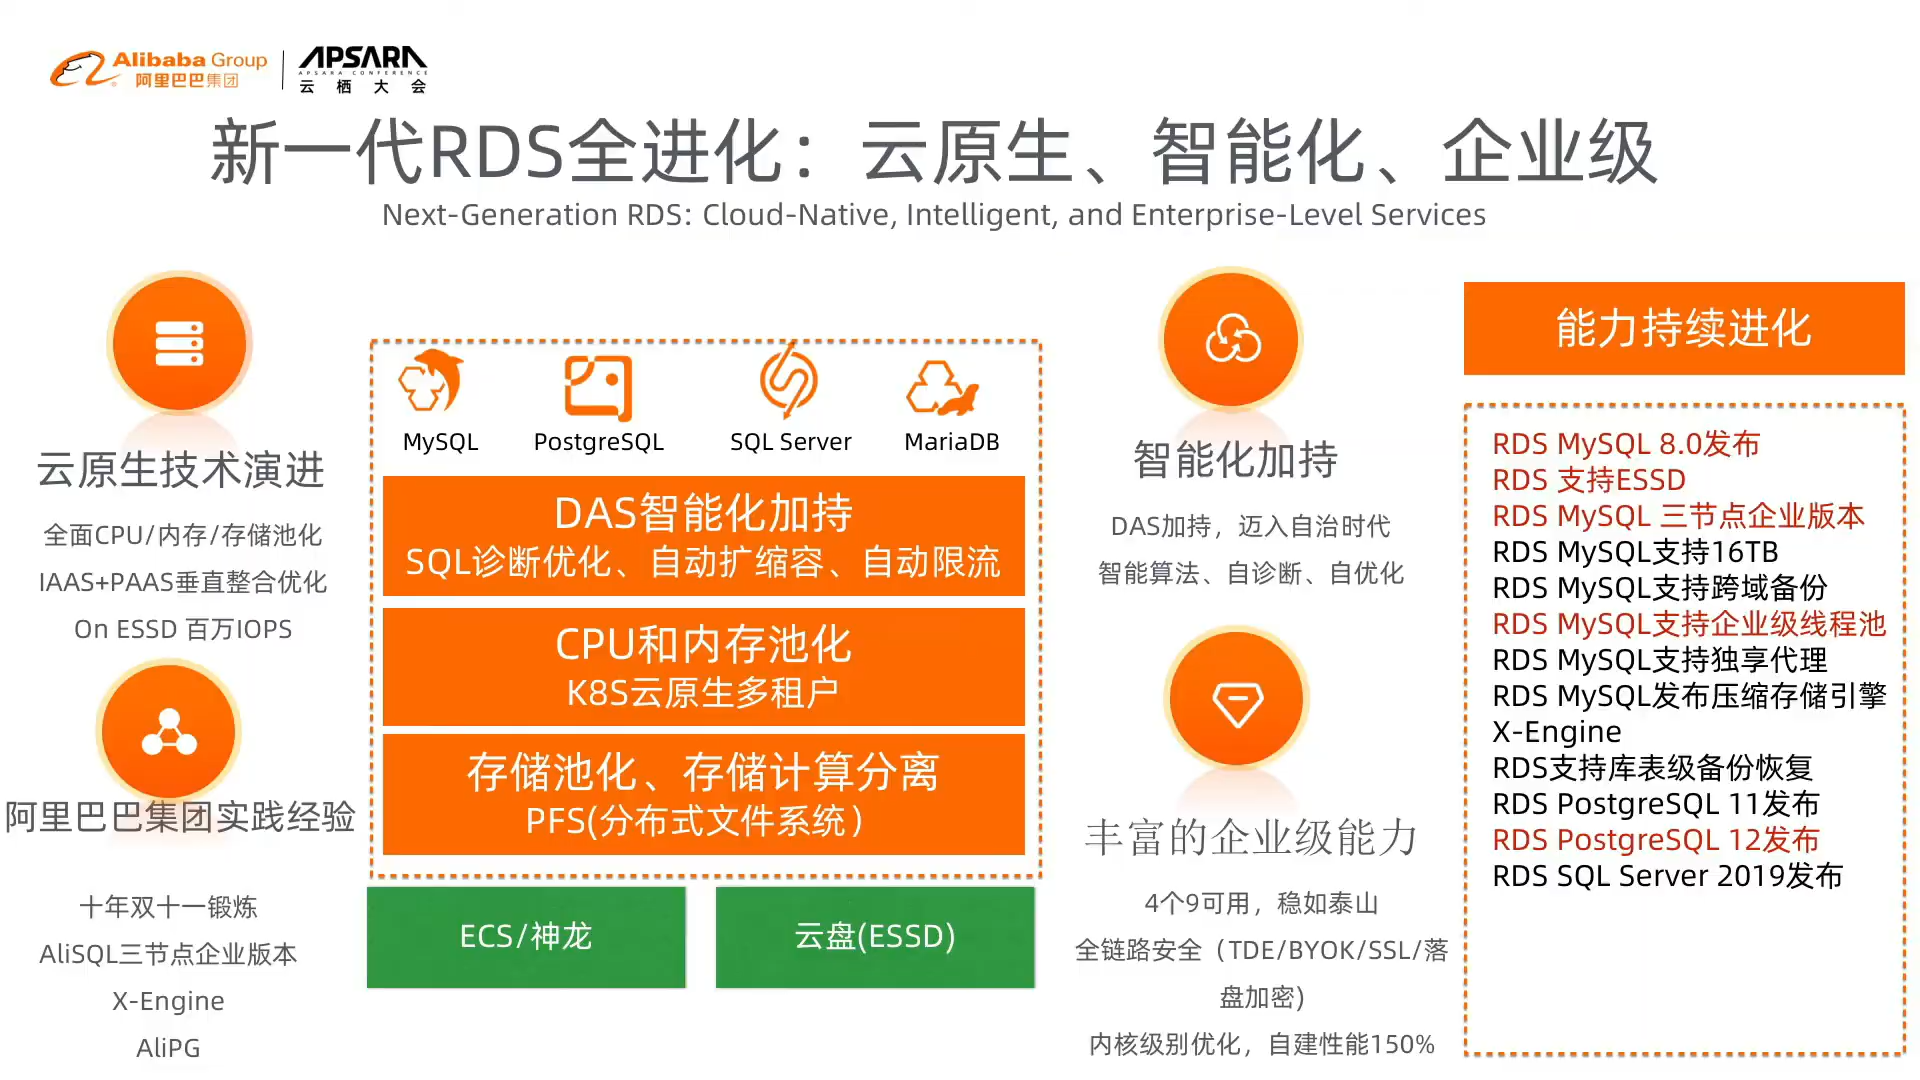 Alibaba Group
阿里巴巴集团
APSARA
APSARA CONFERENCE
云栖大会
新一代RDS全进化：云原生、智能化、企业级
Next-Generation RDS: Cloud-Native, Intelligent, and Enterprise-Level Services
云原生技术演进
全面CPU/内存/存储池化
IAAS+PAAS垂直整合优化
On ESSD 百万IOPS
阿里巴巴集团实践经验
十年双十一锻炼
AliSQL三节点企业版本
X-Engine
AliPG
MySQL
PostgreSQL
SQL Server
MariaDB
DAS智能化加持
SQL诊断优化、自动扩缩容、自动限流
CPU和内存池化
K8S云原生多租户
存储池化、存储计算分离
PFS(分布式文件系统）
ECS/神龙
云盘(ESSD)
智能化加持
DAS加持，迈入自治时代
智能算法、自诊断、自优化
丰富的企业级能力
4个9可用，稳如泰山
全链路安全（TDE/BYOK/SSL/落
盘加密)
内核级别优化，自建性能150%
能力持续进化
RDS MySQL 8.0发布
RDS 支持ESSD
RDS MySQL 三节点企业版本
RDS MySQL支持16TB
RDS MySQL支持跨域备份
RDS MySQL支持企业级线程池
RDS MySQL支持独享代理
RDS MySQL发布压缩存储引擎
X-Engine
RDS支持库表级备份恢复
RDS PostgreSQL 11发布
RDS PostgreSQL 12发布
RDS SQL Server 2019发布